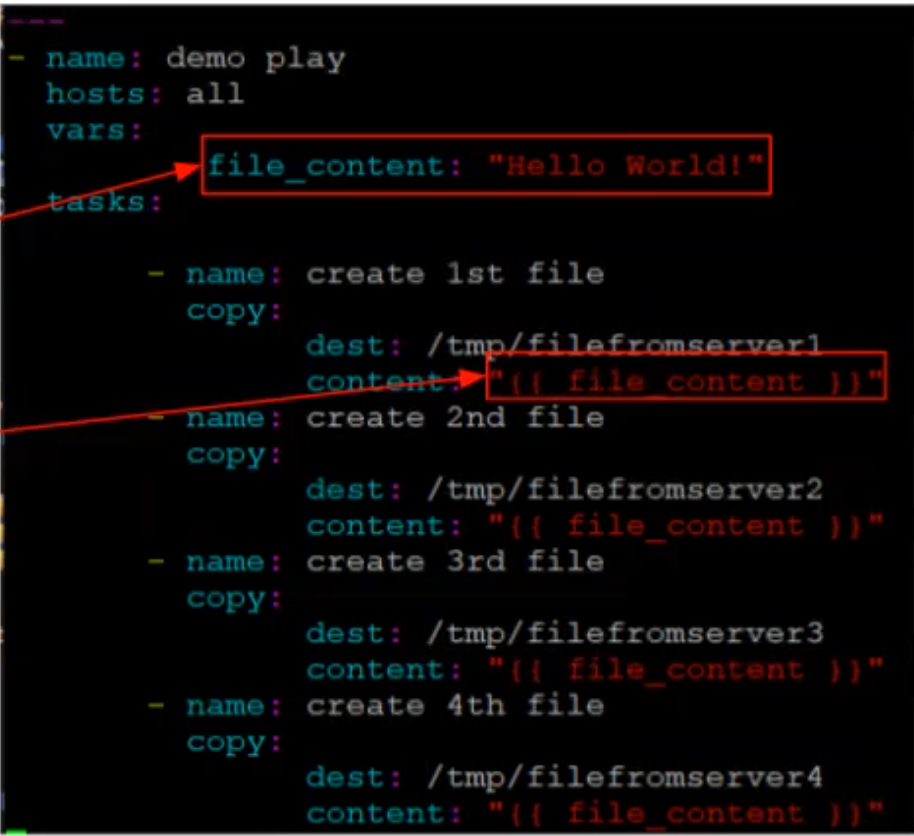 ---
- name: demo play
  hosts: all
  vars:
          file_content: "Hello World!"
  tasks:

       - name: create 1st file
         copy:
               dest: /tmp/filefromserver1
               content: "{{ file_content }}"
       - name: create 2nd file
         copy:
               dest: /tmp/filefromserver2
               content: "{{ file_content }}"
       - name: create 3rd file
         copy:
               dest: /tmp/filefromserver3
               content: "{{ file_content }}"
       - name: create 4th file
         copy:
               dest: /tmp/filefromserver4
               content: "{{ file_content }}"